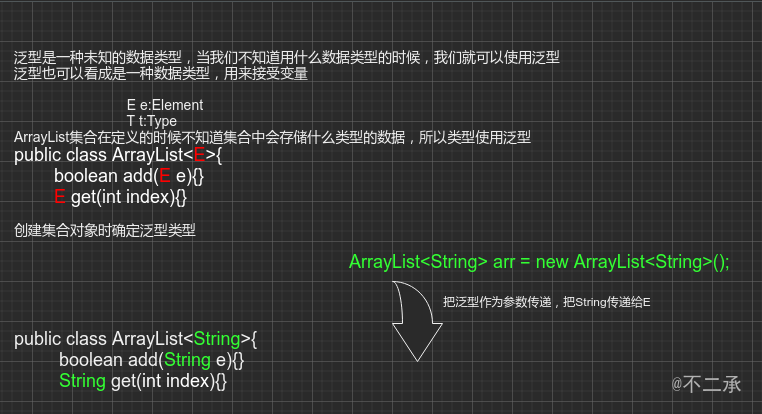 泛型是一种未知的数据类型，当我们不知道用什么数据类型的时候，我们就可以使用泛型
泛型也可以看成是一种数据类型，用来接受变量
E e:Element
T t:Type
ArrayList集合在定义的时候不知道集合中会存储什么类型的数据，所以类型使用泛型
public class ArrayList<E>{
boolean add(E e){}
E get(int index){}
创建集合对象时确定泛型类型
ArrayList<String> arr = new ArrayList<String>();
把泛型作为参数传递，把String传递给E
public class ArrayList<String>{
boolean add(String e){}
String get(int index){}
@不二承